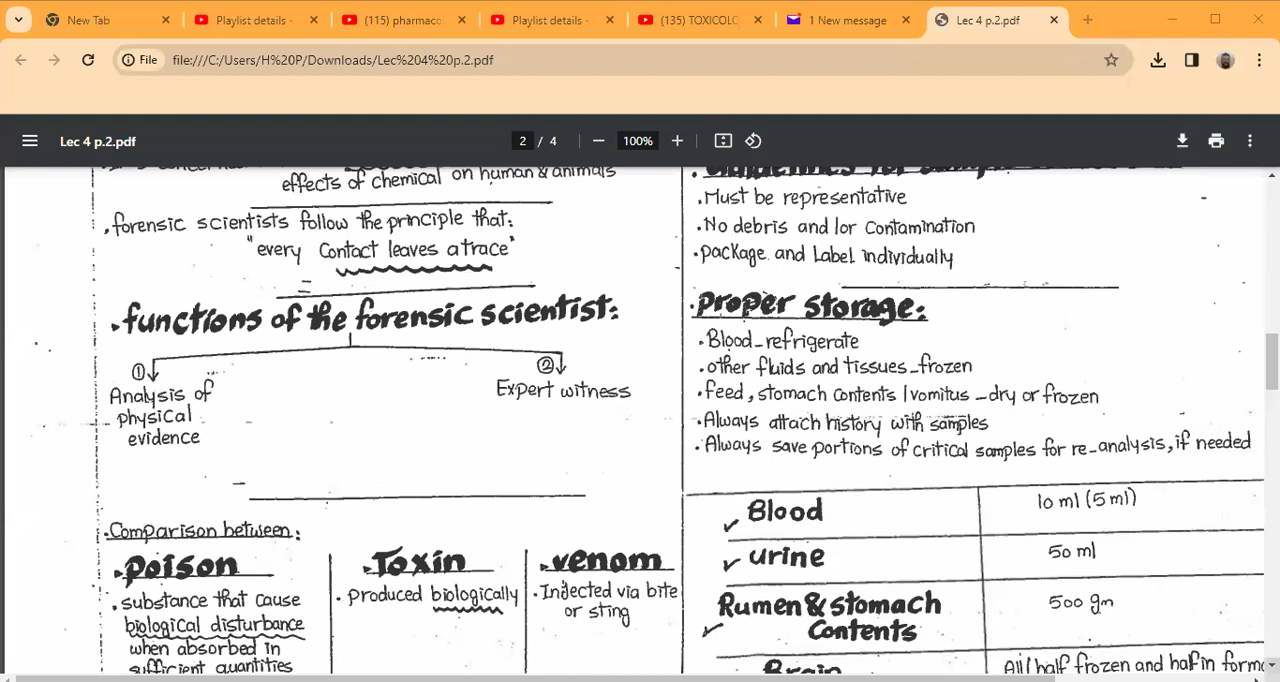 New Tab
Playlist details -
(115) pharmaco
Playlist details -
(135) TOXICOLO
1 New message
Lec 4 p.2.pdf
File
file:///C:/Users/H%20P/Downloads/Lec%204%20p.2.pdf
Lec 4 p.2.pdf
2 / 4
100%
effects of chemical on human & animals
.forensic scientists follow the principle that:
"every Contact leaves a trace"
.functions of the forensic scientist:
①
Analysis of
physical
evidence
②
Expert witness
.Comparison between:
.poison
.substance that cause
biological disturbance
when absorbed in
sufficient quantities
.Toxin
.produced biologically
.venom
.Injected via bite
or sting
.Must be representative
.No debris and lor Contamination
.package and Label individually
.proper storage:
.Blood_refrigerate
.other fluids and tissues_frozen
.feed, stomach contents / vomitus _dry or frozen
.Always attach history with samples
.Always save portions of critical samples for re_analysis, if needed
Blood
10 ml (5 ml)
urine
50 ml
Rumen & stomach
Contents
500 gm
Brain
All (half frozen and half in form